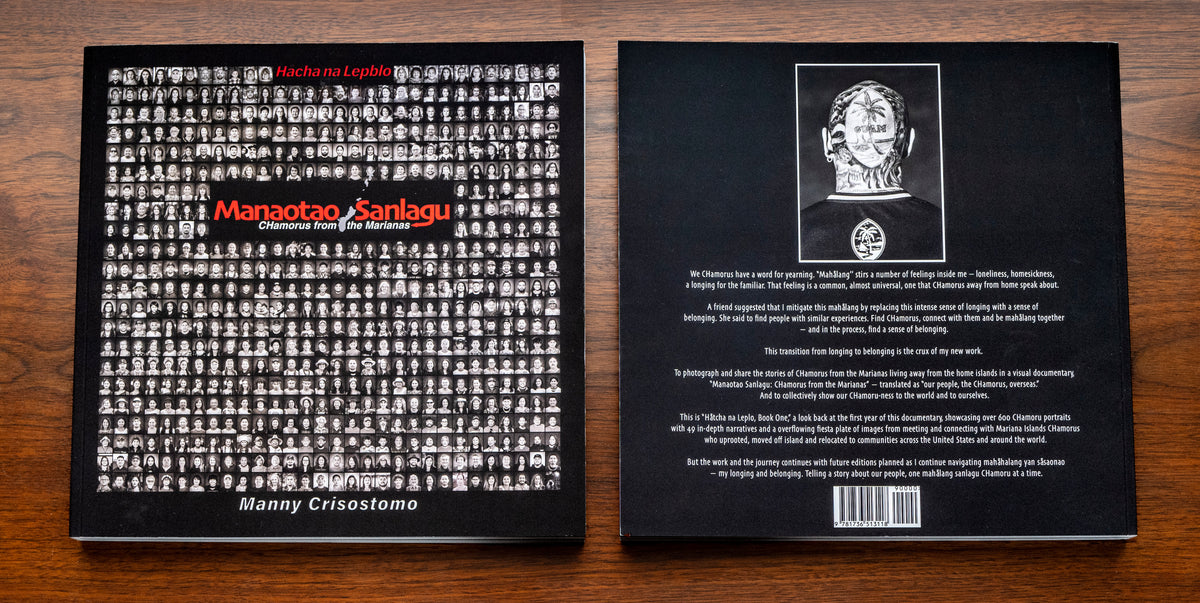 Hacha na Lepblo
Manaotao Sanlagu
CHamorus from the Marianas
Manny Crisostomo
GUAM
We CHamorus have a word for yearning. "Mahålang" stirs a number of feelings inside me — loneliness, homesickness,
a longing for the familiar. That feeling is a common, almost universal, one that CHamorus away from home speak about.
A friend suggested that I mitigate this mahålang by replacing this intense sense of longing with a sense of
belonging. She said to find people with similar experiences. Find CHamorus, connect with them and be mahålang together
— and in the process, find a sense of belonging.
This transition from longing to belonging is the crux of my new work.
To photograph and share the stories of CHamorus from the Marianas living away from the home islands in a visual documentary,
"Manaotao Sanlagu: CHamorus from the Marianas" — translated as "our people, the CHamorus, overseas."
And to collectively show our CHamoru-ness to the world and to ourselves.
This is "Håtcha na Leplo, Book One," a look back at the first year of this documentary, showcasing over 600 CHamoru portraits
with 49 in-depth narratives and a overflowing fiesta plate of images from meeting and connecting with Mariana Islands CHamorus
who uprooted, moved off island and relocated to communities across the United States and around the world.
But the work and the journey continues with future editions planned as I continue navigating mahåhalang yan såsaonao
— my longing and belonging. Telling a story about our people, one mahålang sanlagu CHamoru at a time.
90000
9 781736 513118